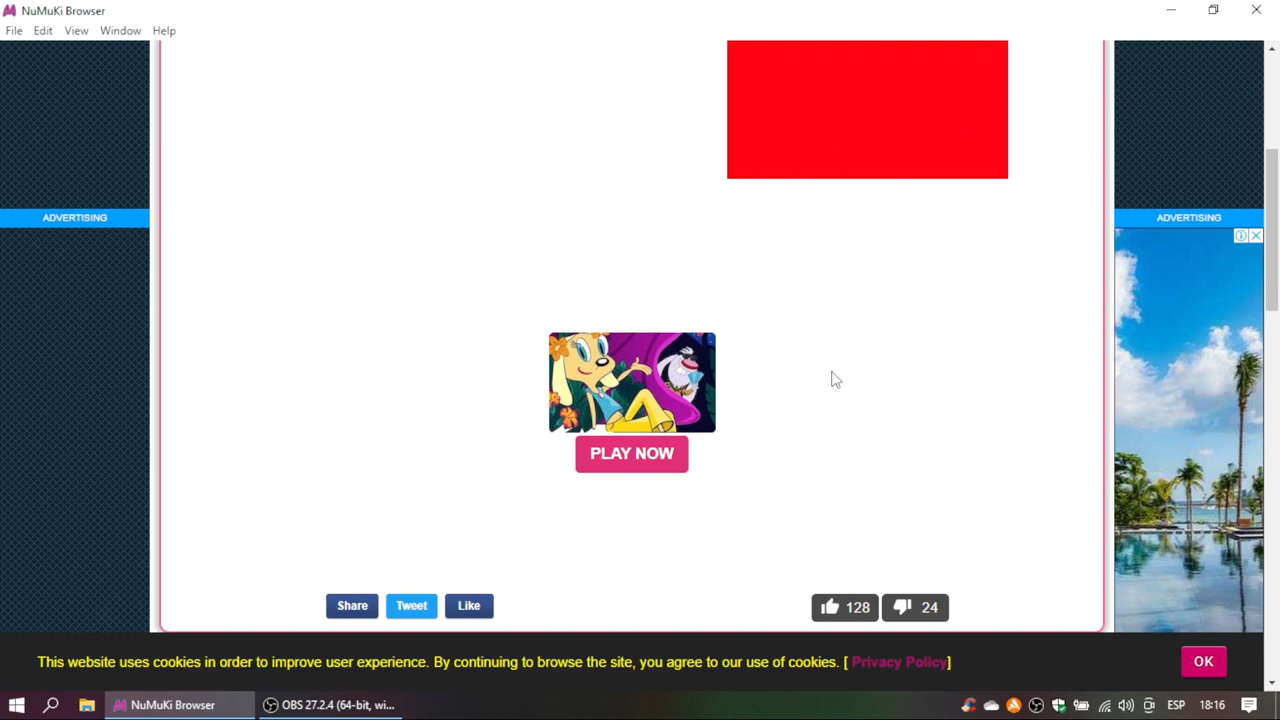 NuMuKi Browser
File Edit View Window Help
ADVERTISING
ADVERTISING
PLAY NOW
Share Tweet Like
128 24
This website uses cookies in order to improve user experience. By continuing to browse the site, you agree to our use of cookies. [ Privacy Policy]
OK
NuMuKi Browser
OBS 27.2.4 (64-bit, wi...
ESP
18:16